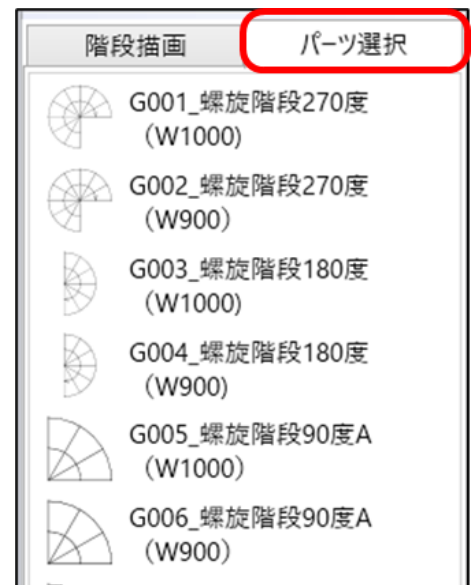 階段描画
パーツ選択
G001_螺旋階段270度
（W1000)
G002_螺旋階段270度
（W900）
G003_螺旋階段180度
（W1000)
G004_螺旋階段180度
（W900)
G005_螺旋階段90度A
（W1000）
G006_螺旋階段90度A
（W900）